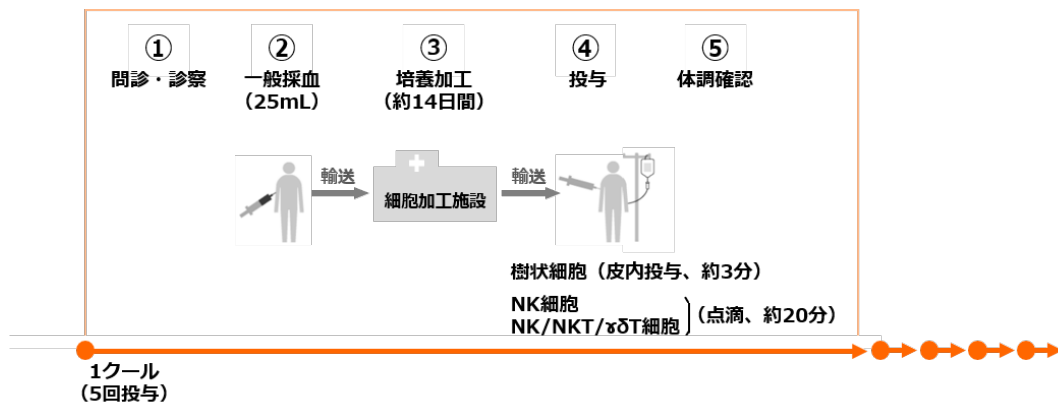 ①
問診・診察
②
一般採血
（25mL）
③
培養加工
（約14日間）
④
投与
⑤
体調確認
輸送
細胞加工施設
輸送
樹状細胞（皮内投与、約3分）
NK細胞
NK/NKT/γδT細胞
（点滴、約20分）
1クール
（5回投与）